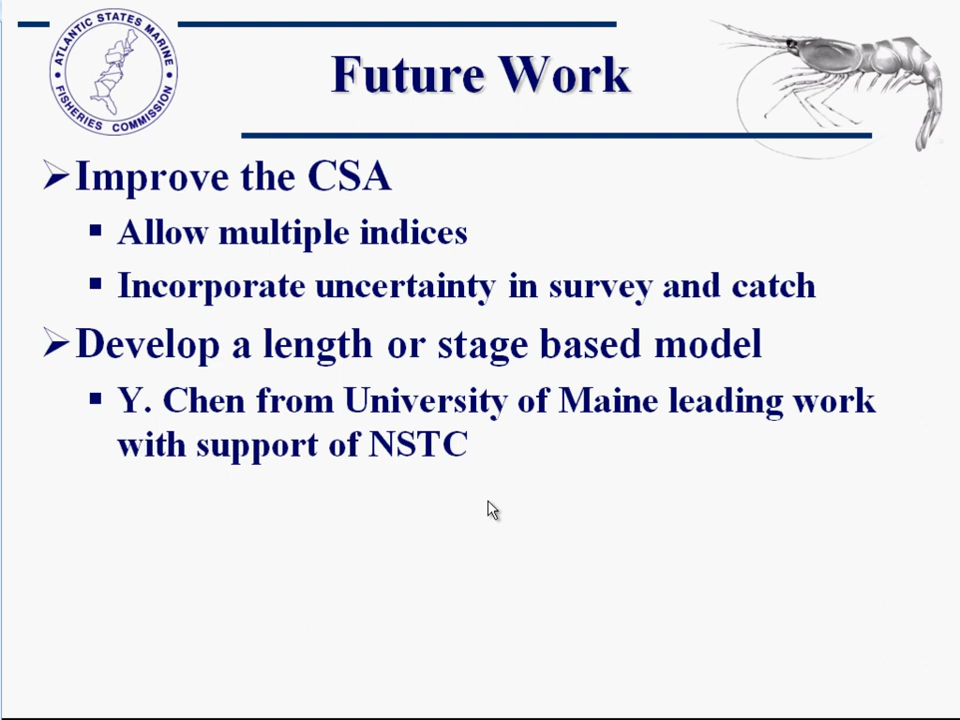 ATLANTIC STATES MARINE
FISHERIES COMMISSION
Future Work
Improve the CSA
Allow multiple indices
Incorporate uncertainty in survey and catch
Develop a length or stage based model
Y. Chen from University of Maine leading work
with support of NSTC